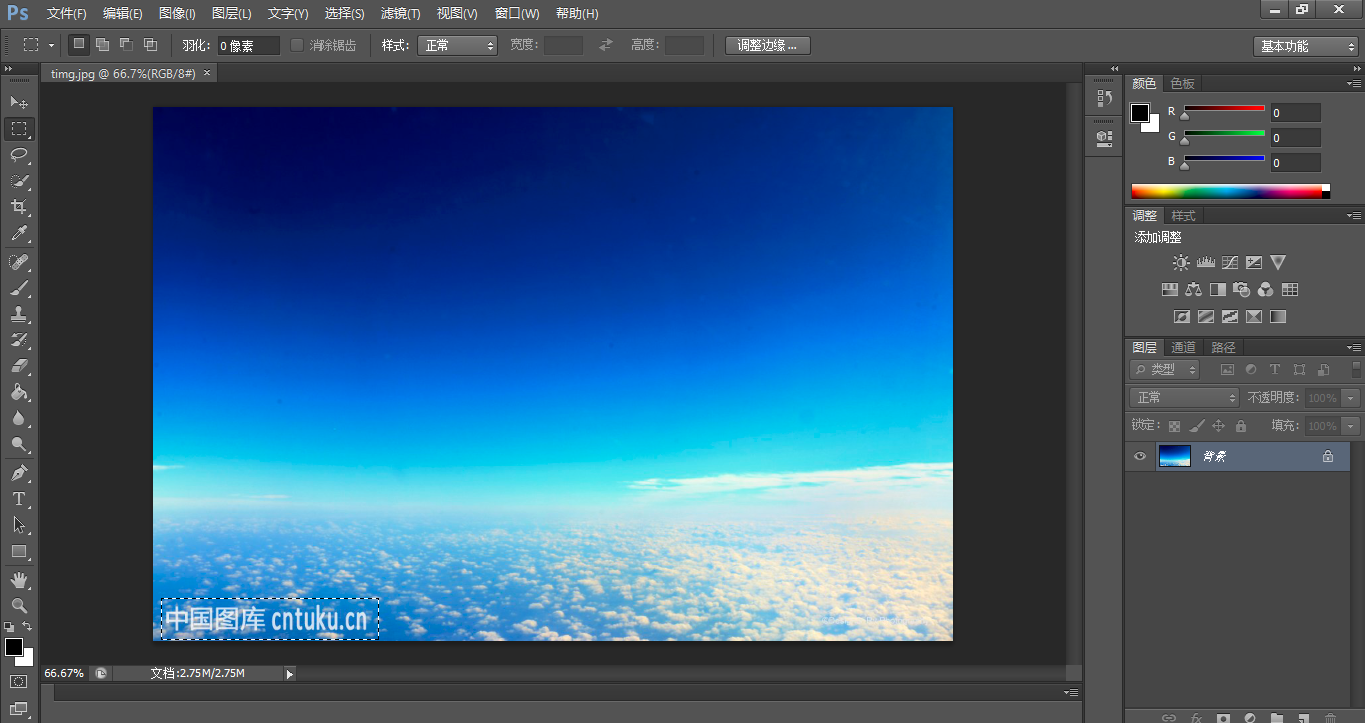 Ps 文件(F) 编辑(E) 图像(I) 图层(L) 文字(Y) 选择(S) 滤镜(T) 视图(V) 窗口(W) 帮助(H)
羽化: 0 像素 消除锯齿 样式: 正常 宽度: 高度: 调整边缘... 基本功能
timg.jpg @ 66.7%(RGB/8#) ×
颜色 色板
R 0
G 0
B 0
调整 样式
添加调整
图层 通道 路径
类型
正常 不透明度: 100%
锁定: 填充: 100%
背景
中国图库 cntuku.cn
66.67% 文档:2.75M/2.75M